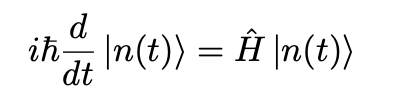 iħ d/dt |n(t)⟩ = Ĥ |n(t)⟩